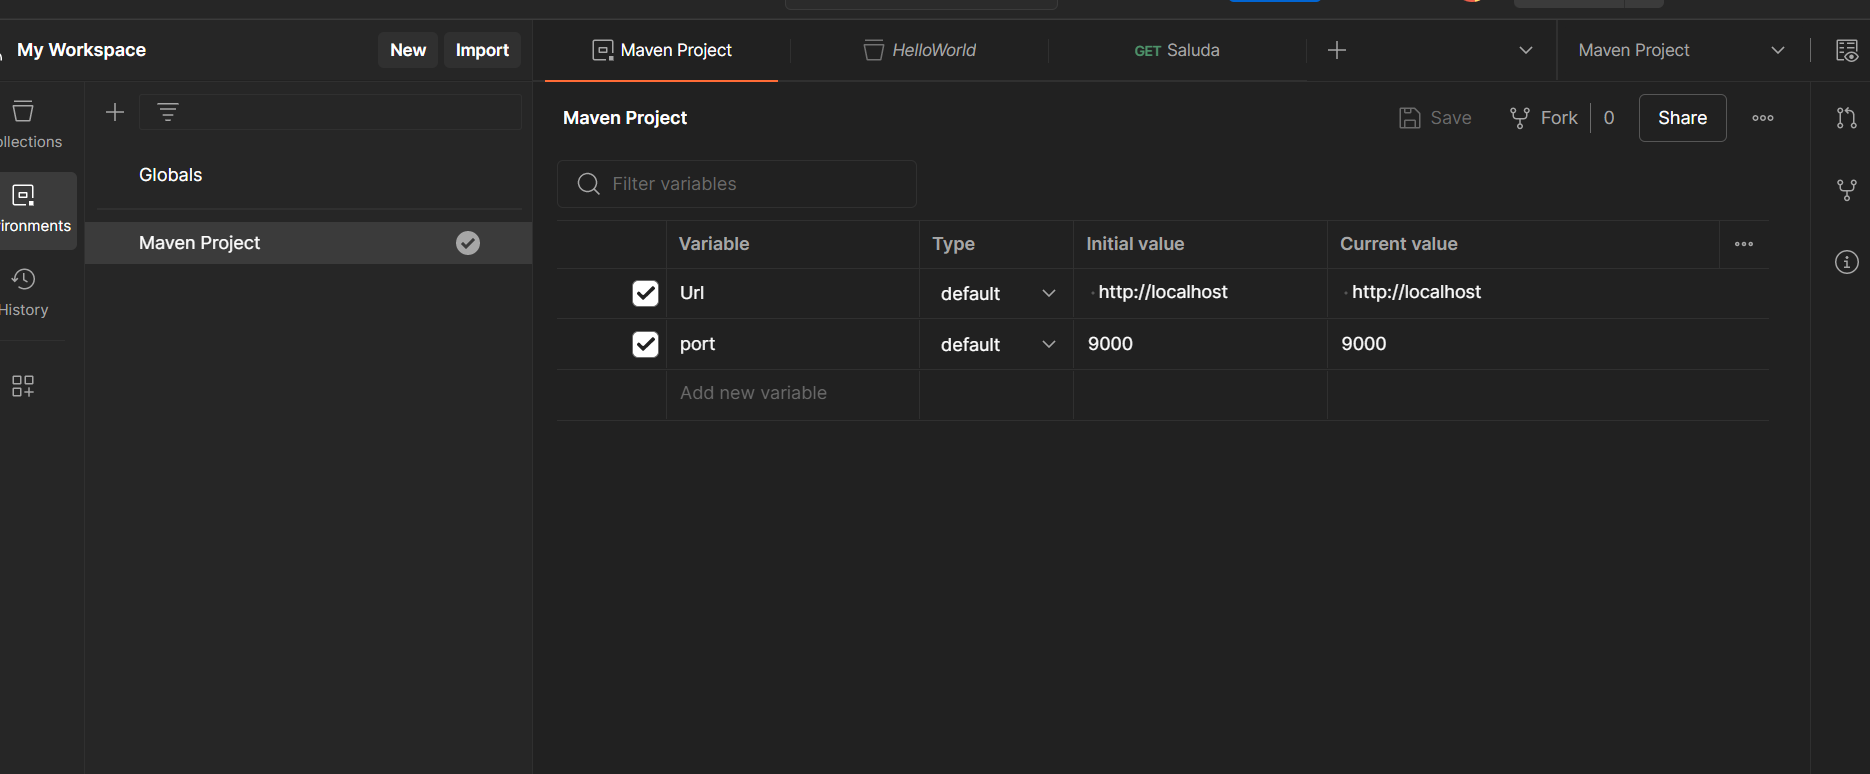 My Workspace
New
Import
Maven Project
HelloWorld
GET Saluda
Maven Project
ollections
ironments
History
Globals
Maven Project
Maven Project
Save
Fork
0
Share
Filter variables
Variable Type Initial value Current value
Url default http://localhost http://localhost
port default 9000 9000
Add new variable